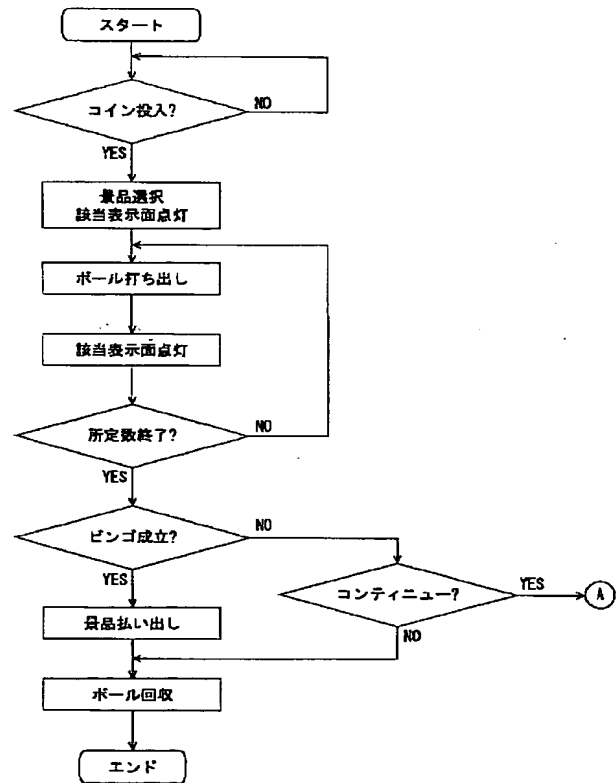 スタート
コイン投入?
NO
YES
景品選択
該当表示面点灯
ボール打ち出し
該当表示面点灯
所定数終了?
NO
YES
ビンゴ成立?
NO
YES
コンティニュー?
YES
A
NO
景品払い出し
ボール回収
エンド